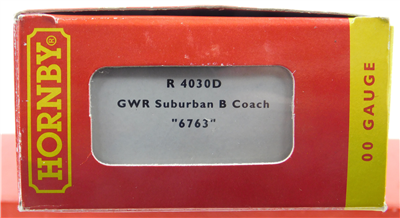 HORNBY®
R 4030D
GWR Suburban B Coach
"6763"
00 GAUGE